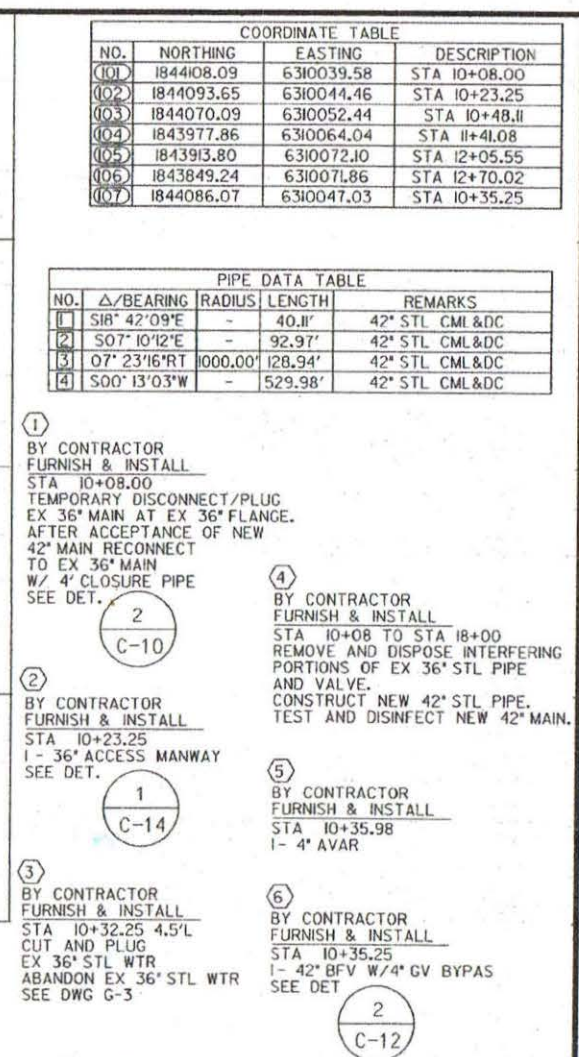 COORDINATE TABLE
NO. NORTHING EASTING DESCRIPTION
101 1844108.09 6310039.58 STA 10+08.00
102 1844093.65 6310044.46 STA 10+23.25
103 1844070.09 6310052.44 STA 10+48.11
104 1843977.86 6310064.04 STA 11+41.08
105 1843913.80 6310072.10 STA 12+05.55
106 1843849.24 6310071.86 STA 12+70.02
107 1844086.07 6310047.03 STA 10+35.25
PIPE DATA TABLE
NO. Δ/BEARING RADIUS LENGTH REMARKS
1 S18° 42'09"E - 40.11' 42" STL CML&DC
2 S07° 10'12"E - 92.97' 42" STL CML&DC
3 07° 23'16"RT 1000.00' 128.94' 42" STL CML&DC
4 S00° 13'03"W - 529.98' 42" STL CML&DC
1
BY CONTRACTOR
FURNISH & INSTALL
STA 10+08.00
TEMPORARY DISCONNECT/PLUG
EX 36" MAIN AT EX 36" FLANGE.
AFTER ACCEPTANCE OF NEW
42" MAIN RECONNECT
TO EX 36" MAIN
W/ 4' CLOSURE PIPE
SEE DET.
2
C-10
2
BY CONTRACTOR
FURNISH & INSTALL
STA 10+23.25
1- 36" ACCESS MANWAY
SEE DET.
1
C-14
3
BY CONTRACTOR
FURNISH & INSTALL
STA 10+32.25 4.5'L
CUT AND PLUG
EX 36" STL WTR
ABANDON EX 36" STL WTR
SEE DWG G-3
4
BY CONTRACTOR
FURNISH & INSTALL
STA 10+08 TO STA 18+00
REMOVE AND DISPOSE INTERFERING
PORTIONS OF EX 36" STL PIPE
AND VALVE.
CONSTRUCT NEW 42" STL PIPE.
TEST AND DISINFECT NEW 42" MAIN.
5
BY CONTRACTOR
FURNISH & INSTALL
STA 10+35.98
1- 4" AVAR
6
BY CONTRACTOR
FURNISH & INSTALL
STA 10+35.25
1- 42" BFV W/4" GV BYPAS
SEE DET
2
C-12